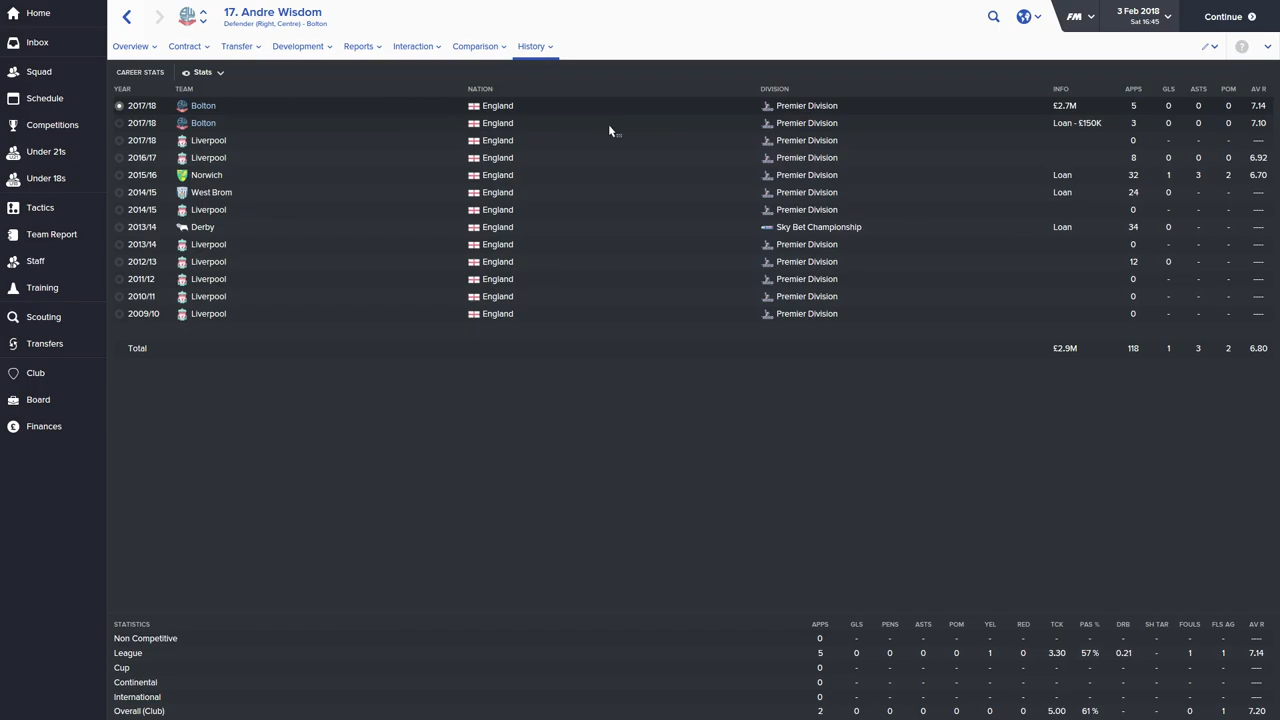 Home
Inbox
Squad
Schedule
Competitions
Under 21s
Under 18s
Tactics
Team Report
Staff
Training
Scouting
Transfers
Club
Board
Finances
17. Andre Wisdom
Defender (Right, Centre) - Bolton
FM
3 Feb 2018
Sat 16:45
Continue
Overview Contract Transfer Development Reports Interaction Comparison History
CAREER STATS Stats
YEAR TEAM NATION DIVISION INFO APPS GLS ASTS POM AV R
2017/18 Bolton England Premier Division £2.7M 5 0 0 0 7.14
2017/18 Bolton England Premier Division Loan - £150K 3 0 0 0 7.10
2017/18 Liverpool England Premier Division 0 - - - ----
2016/17 Liverpool England Premier Division 8 0 0 0 6.92
2015/16 Norwich England Premier Division Loan 32 1 3 2 6.70
2014/15 West Brom England Premier Division Loan 24 0 - - ----
2014/15 Liverpool England Premier Division 0 - - - ----
2013/14 Derby England Sky Bet Championship Loan 34 0 - - ----
2013/14 Liverpool England Premier Division 0 - - - ----
2012/13 Liverpool England Premier Division 12 0 - - ----
2011/12 Liverpool England Premier Division 0 - - - ----
2010/11 Liverpool England Premier Division 0 - - - ----
2009/10 Liverpool England Premier Division 0 - - - ----
Total £2.9M 118 1 3 2 6.80
STATISTICS APPS GLS PENS ASTS POM YEL RED TCK PAS % DRB SH TAR FOULS FLS AG AV R
Non Competitive 0 - - - - - - - - - - - - ----
League 5 0 0 0 0 1 0 3.30 57 % 0.21 - 1 1 7.14
Cup 0 - - - - - - - - - - - - ----
Continental 0 - - - - - - - - - - - - ----
International 0 - - - - - - - - - - - - ----
Overall (Club) 2 0 0 0 0 0 0 5.00 61 % - - 0 1 7.20